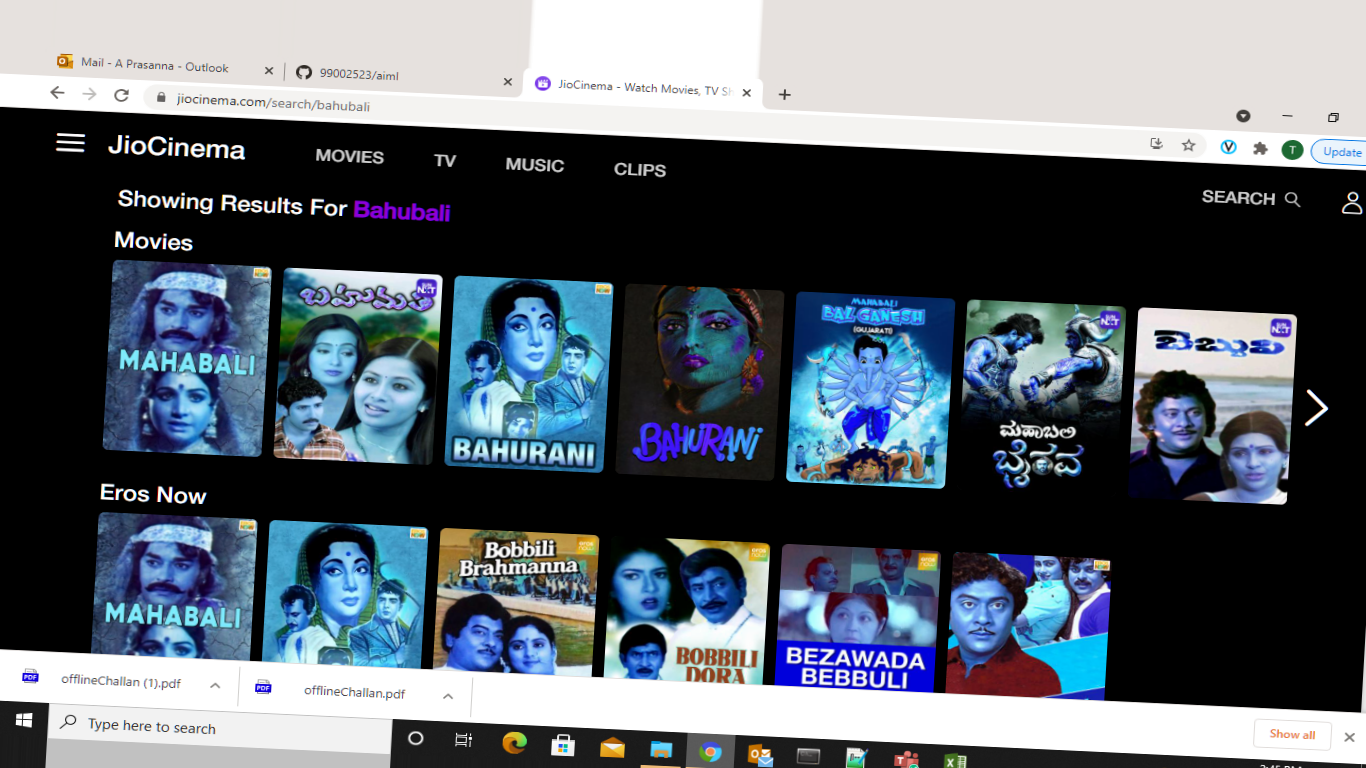 Mail - A Prasanna - Outlook
99002523/aiml
JioCinema - Watch Movies, TV Sh
jiocinema.com/search/bahubali
Update
JioCinema
MOVIES
TV
MUSIC
CLIPS
SEARCH
Showing Results For Bahubali
Movies
MAHABALI
ಬಹುಮತಿ
BAHURANI
BAHURANI
MAHABALI
BAL GANESH
(GUJARATI)
ಮಹಾಬಲಿ
ಭೈರವ
Eros Now
MAHABALI
Bobbili
Brahmanna
BOBBILI
DORA
BEZAWADA
BEBBULI
offlineChallan (1).pdf
offlineChallan.pdf
Show all
Type here to search